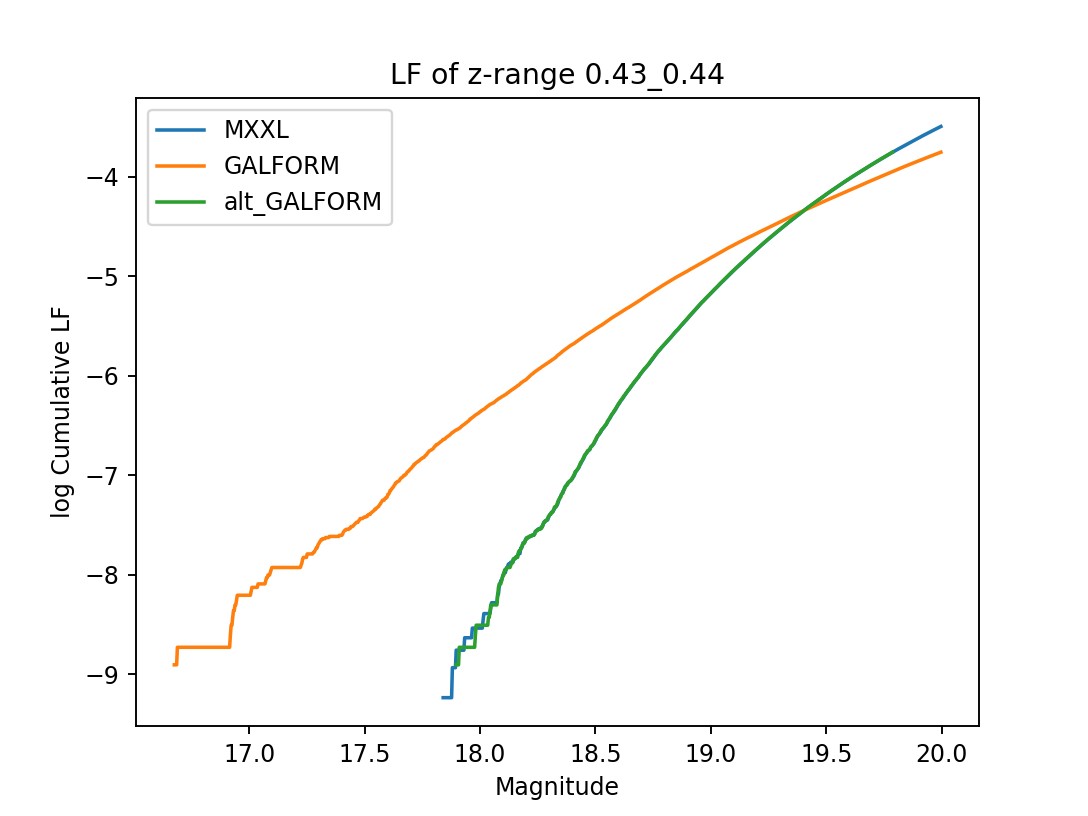 LF of z-range 0.43_0.44
MXXL
GALFORM
alt_GALFORM
log Cumulative LF
−4
−5
−6
−7
−8
−9
17.0 17.5 18.0 18.5 19.0 19.5 20.0
Magnitude